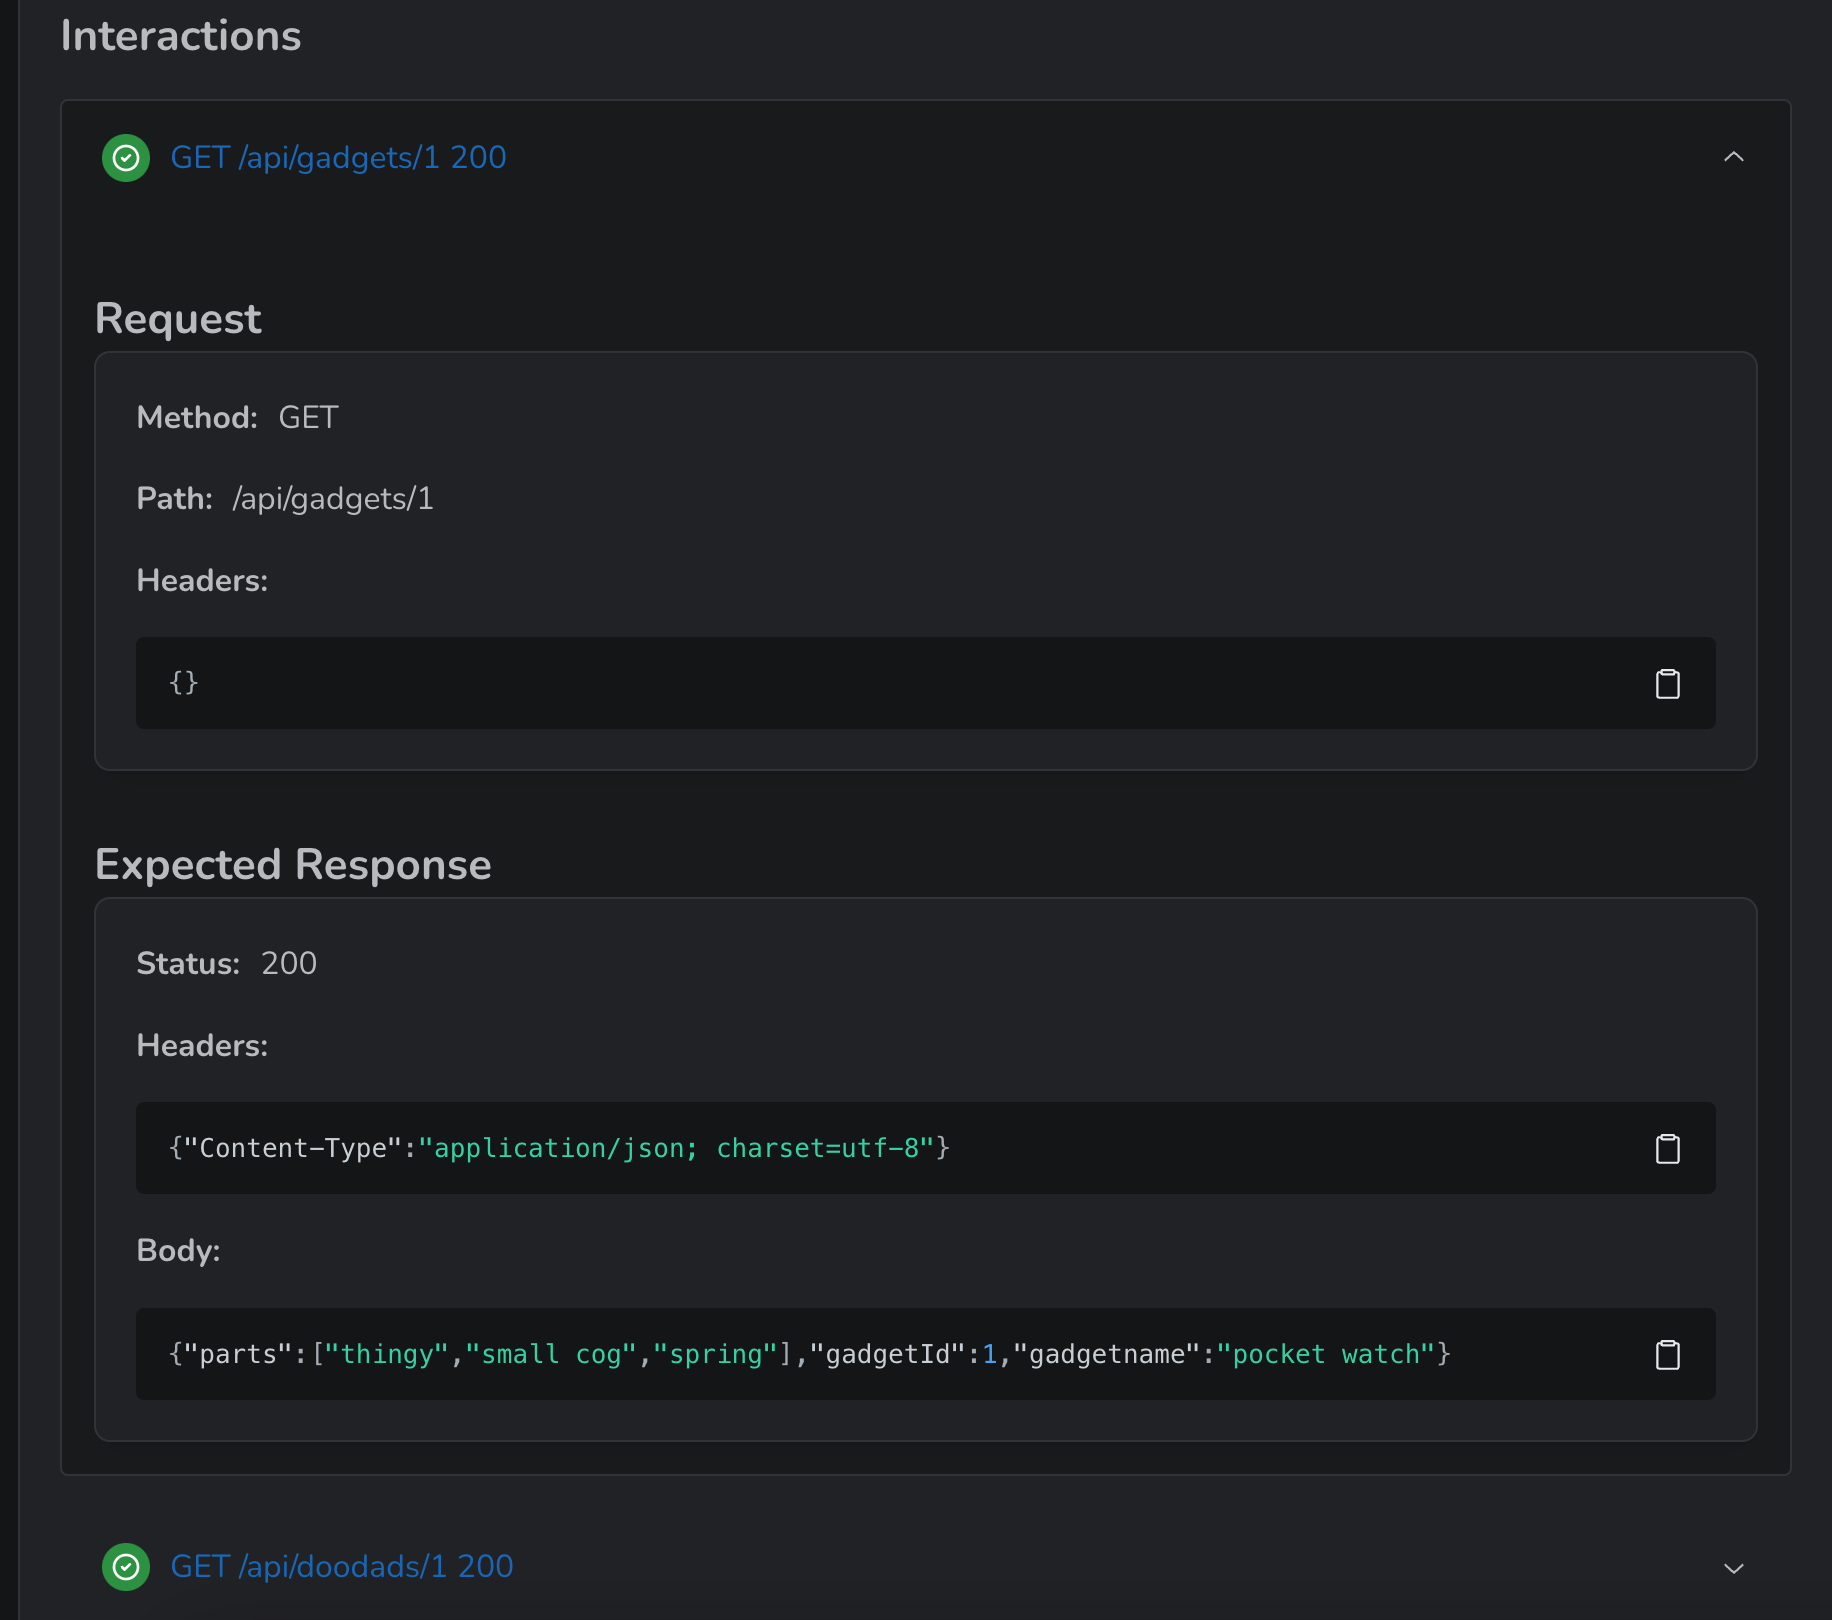 Interactions
GET /api/gadgets/1 200
Request
Method: GET
Path: /api/gadgets/1
Headers:
{}
Expected Response
Status: 200
Headers:
{"Content-Type":"application/json; charset=utf-8"}
Body:
{"parts":["thingy","small cog","spring"],"gadgetId":1,"gadgetname":"pocket watch"}
GET /api/doodads/1 200